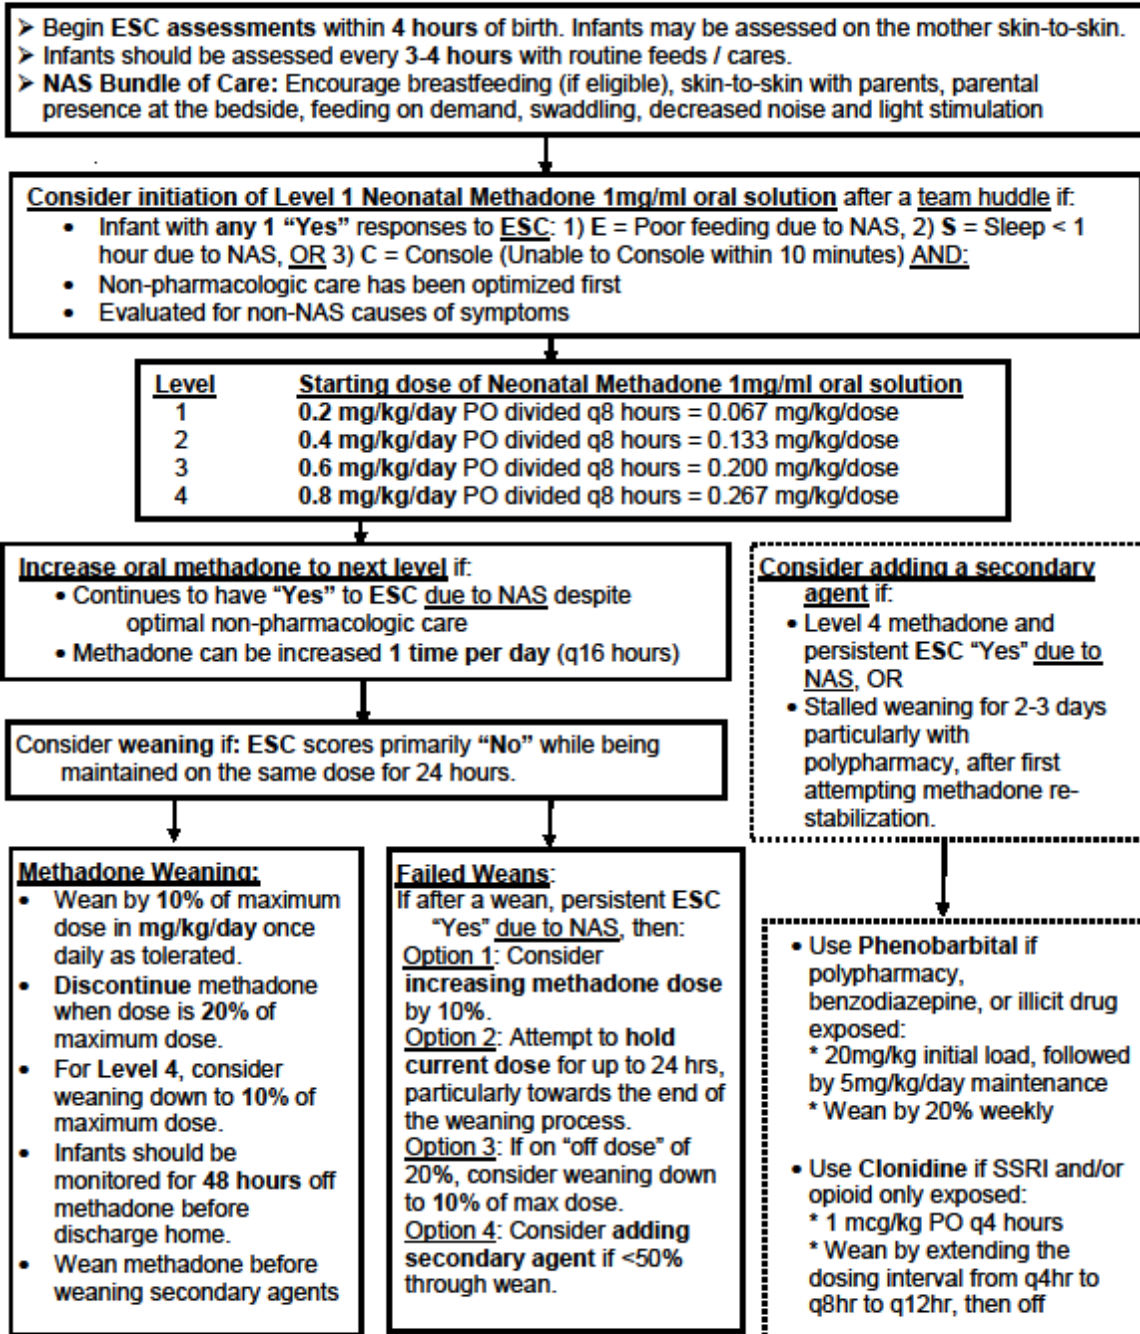 ➢ Begin ESC assessments within 4 hours of birth. Infants may be assessed on the mother skin-to-skin.
➢ Infants should be assessed every 3-4 hours with routine feeds / cares.
➢ NAS Bundle of Care: Encourage breastfeeding (if eligible), skin-to-skin with parents, parental
presence at the bedside, feeding on demand, swaddling, decreased noise and light stimulation
Consider initiation of Level 1 Neonatal Methadone 1mg/ml oral solution after a team huddle if:
• Infant with any 1 “Yes” responses to ESC: 1) E = Poor feeding due to NAS, 2) S = Sleep < 1
hour due to NAS, OR 3) C = Console (Unable to Console within 10 minutes) AND:
• Non-pharmacologic care has been optimized first
• Evaluated for non-NAS causes of symptoms
Level Starting dose of Neonatal Methadone 1mg/ml oral solution
1 0.2 mg/kg/day PO divided q8 hours = 0.067 mg/kg/dose
2 0.4 mg/kg/day PO divided q8 hours = 0.133 mg/kg/dose
3 0.6 mg/kg/day PO divided q8 hours = 0.200 mg/kg/dose
4 0.8 mg/kg/day PO divided q8 hours = 0.267 mg/kg/dose
Increase oral methadone to next level if:
• Continues to have “Yes” to ESC due to NAS despite
optimal non-pharmacologic care
• Methadone can be increased 1 time per day (q16 hours)
Consider weaning if: ESC scores primarily “No” while being
maintained on the same dose for 24 hours.
Consider adding a secondary
agent if:
• Level 4 methadone and
persistent ESC “Yes” due to
NAS, OR
• Stalled weaning for 2-3 days
particularly with
polypharmacy, after first
attempting methadone re-
stabilization.
Methadone Weaning:
• Wean by 10% of maximum
dose in mg/kg/day once
daily as tolerated.
• Discontinue methadone
when dose is 20% of
maximum dose.
• For Level 4, consider
weaning down to 10% of
maximum dose.
• Infants should be
monitored for 48 hours off
methadone before
discharge home.
• Wean methadone before
weaning secondary agents
Failed Weans:
If after a wean, persistent ESC
“Yes” due to NAS, then:
Option 1: Consider
increasing methadone dose
by 10%.
Option 2: Attempt to hold
current dose for up to 24 hrs,
particularly towards the end of
the weaning process.
Option 3: If on “off dose” of
20%, consider weaning down
to 10% of max dose.
Option 4: Consider adding
secondary agent if <50%
through wean.
• Use Phenobarbital if
polypharmacy,
benzodiazepine, or illicit drug
exposed:
* 20mg/kg initial load, followed
by 5mg/kg/day maintenance
* Wean by 20% weekly
• Use Clonidine if SSRI and/or
opioid only exposed:
* 1 mcg/kg PO q4 hours
* Wean by extending the
dosing interval from q4hr to
q8hr to q12hr, then off